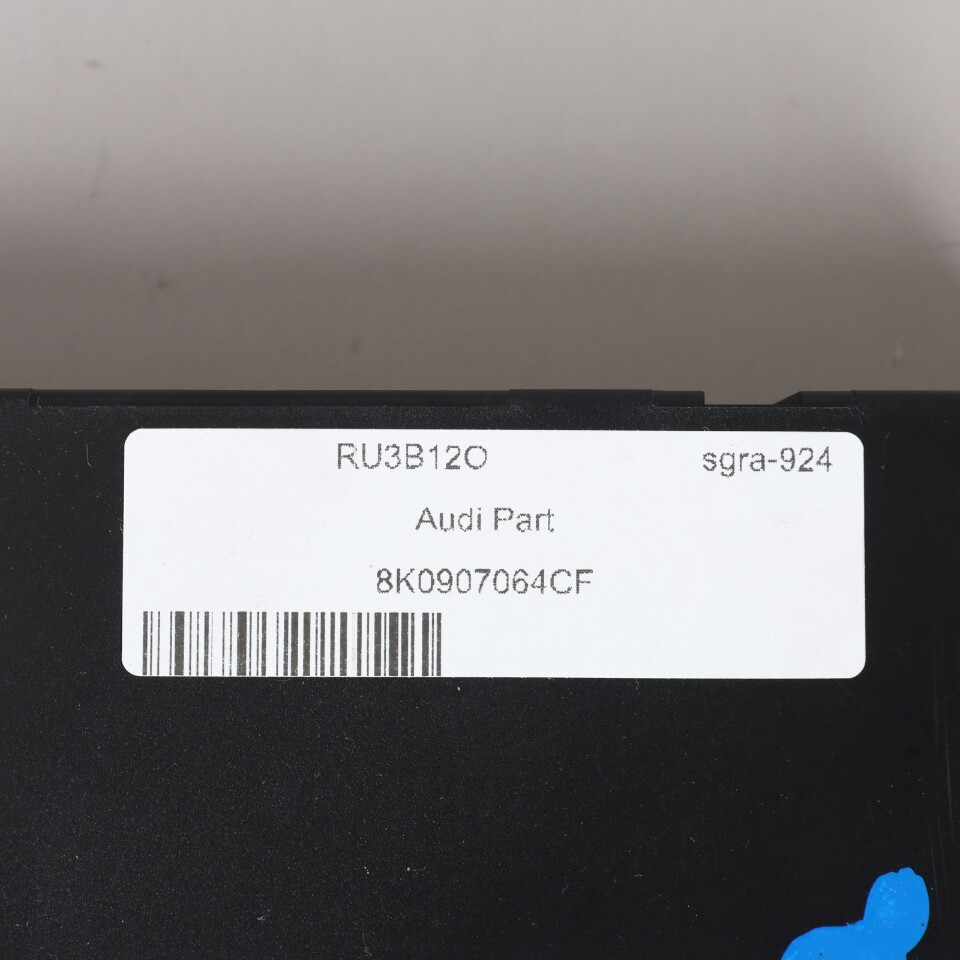 RU3B12O sgra-924
Audi Part
8K0907064CF